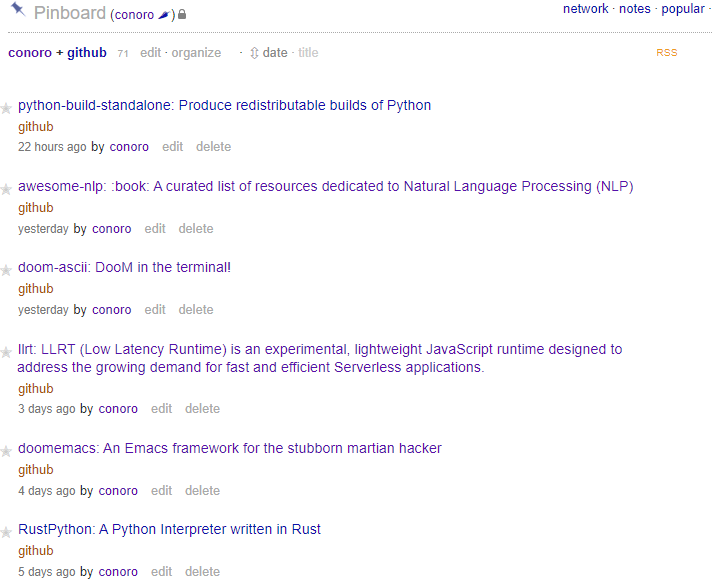 Pinboard (conoro) network · notes · popular ·
conoro + github 71 edit · organize · ⇳ date · title RSS
python-build-standalone: Produce redistributable builds of Python
github
22 hours ago by conoro edit delete
awesome-nlp: :book: A curated list of resources dedicated to Natural Language Processing (NLP)
github
yesterday by conoro edit delete
doom-ascii: DooM in the terminal!
github
yesterday by conoro edit delete
llrt: LLRT (Low Latency Runtime) is an experimental, lightweight JavaScript runtime designed to
address the growing demand for fast and efficient Serverless applications.
github
3 days ago by conoro edit delete
doomemacs: An Emacs framework for the stubborn martian hacker
github
4 days ago by conoro edit delete
RustPython: A Python Interpreter written in Rust
github
5 days ago by conoro edit delete